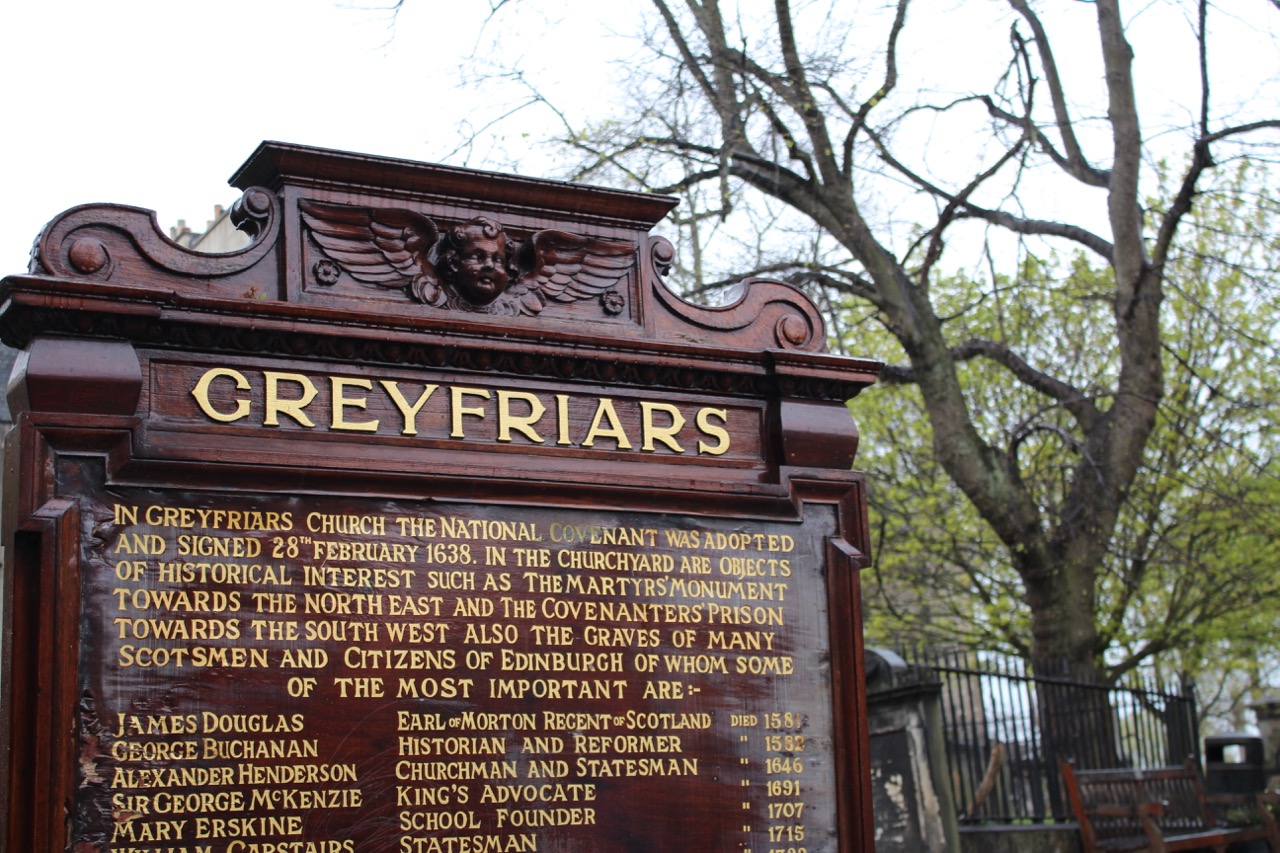 GREYFRIARS
IN GREYFRIARS CHURCH THE NATIONAL COVENANT WAS ADOPTED
AND SIGNED 28TH FEBRUARY 1638. IN THE CHURCHYARD ARE OBJECTS
OF HISTORICAL INTEREST SUCH AS THE MARTYRS' MONUMENT
TOWARDS THE NORTH EAST AND THE COVENANTERS' PRISON
TOWARDS THE SOUTH WEST ALSO THE GRAVES OF MANY
SCOTSMEN AND CITIZENS OF EDINBURGH OF WHOM SOME
OF THE MOST IMPORTANT ARE:-
JAMES DOUGLAS EARL OF MORTON REGENT OF SCOTLAND DIED 1581
GEORGE BUCHANAN HISTORIAN AND REFORMER " 1582
ALEXANDER HENDERSON CHURCHMAN AND STATESMAN " 1646
SIR GEORGE McKENZIE KING'S ADVOCATE " 1691
MARY ERSKINE SCHOOL FOUNDER " 1707
WILLIAM CARSTAIRS STATESMAN " 1715